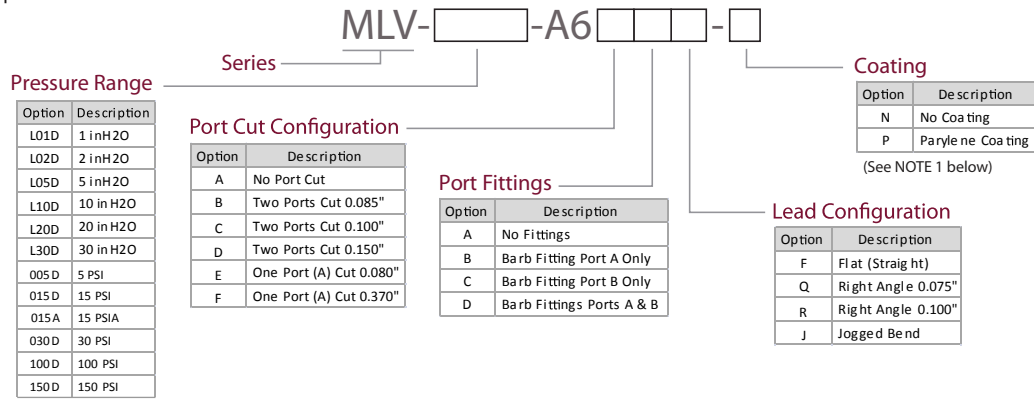 MLV- -A6 -
Series
Pressure Range
Option Description
L01D 1 inH2O
L02D 2 inH2O
L05D 5 inH2O
L10D 10 inH2O
L20D 20 inH2O
L30D 30 inH2O
005D 5 PSI
015D 15 PSI
015A 15 PSIA
030D 30 PSI
100D 100 PSI
150D 150 PSI
Port Cut Configuration
Option Description
A No Port Cut
B Two Ports Cut 0.085"
C Two Ports Cut 0.100"
D Two Ports Cut 0.150"
E One Port (A) Cut 0.080"
F One Port (A) Cut 0.370"
Port Fittings
Option Description
A No Fittings
B Barb Fitting Port A Only
C Barb Fitting Port B Only
D Barb Fittings Ports A & B
Coating
Option Description
N No Coating
P Parylene Coating
(See NOTE 1 below)
Lead Configuration
Option Description
F Flat (Straight)
Q Right Angle 0.075"
R Right Angle 0.100"
J Jogged Bend